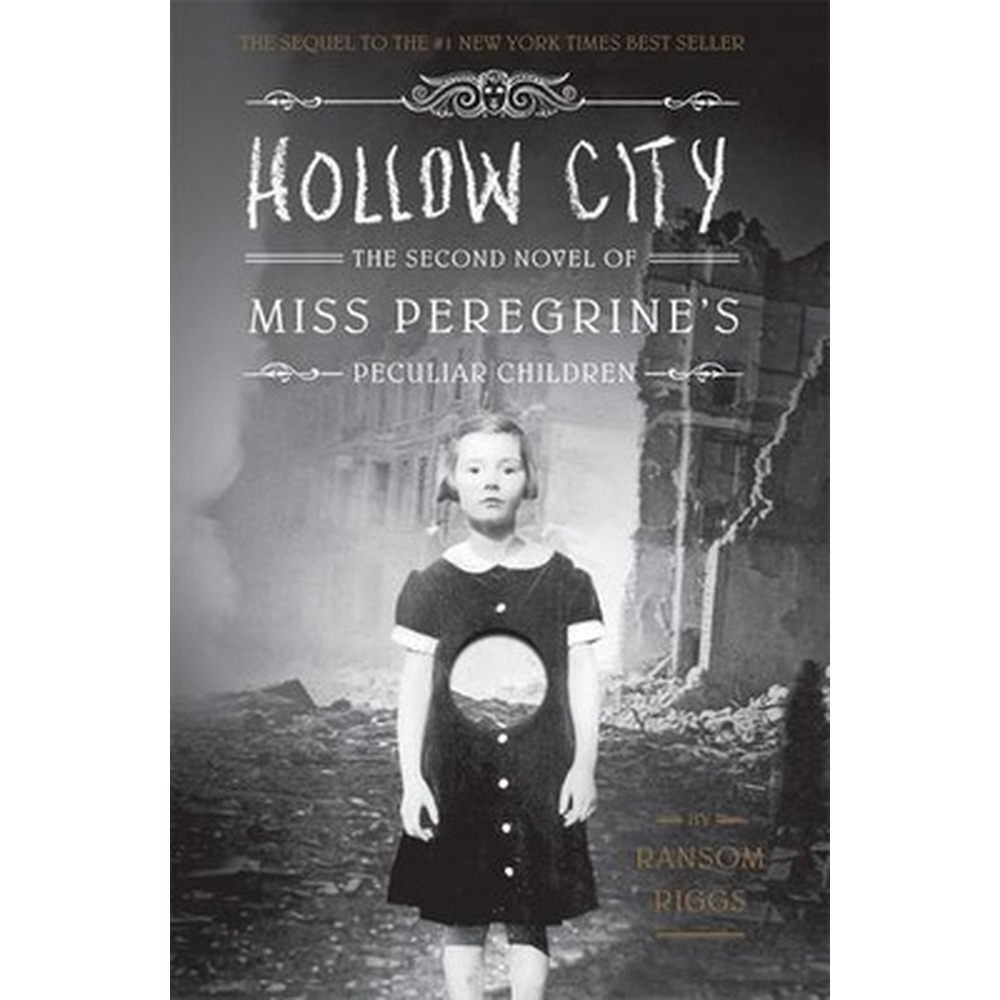 THE SEQUEL TO THE #1 NEW YORK TIMES BEST SELLER
HOLLOW CITY
THE SECOND NOVEL OF
MISS PEREGRINE'S
PECULIAR CHILDREN
BY
RANSOM
RIGGS